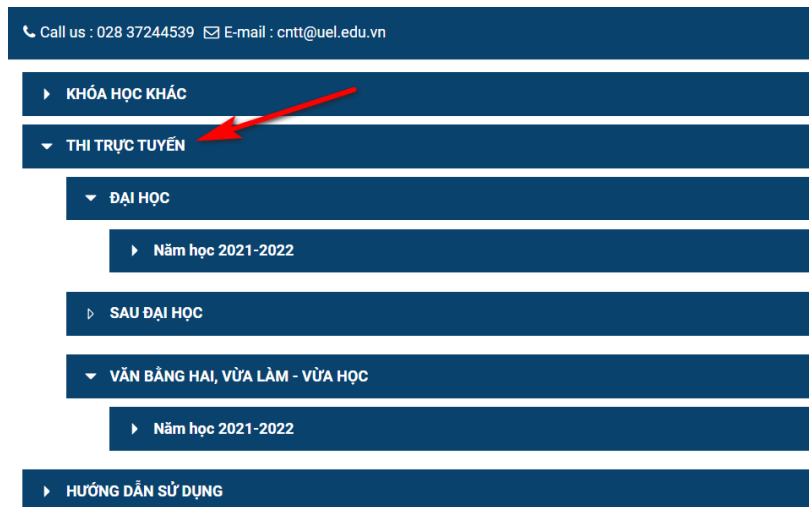 Call us : 028 37244539 E-mail : cntt@uel.edu.vn
KHÓA HỌC KHÁC
THI TRỰC TUYẾN
ĐẠI HỌC
Năm học 2021-2022
SAU ĐẠI HỌC
VĂN BẰNG HAI, VỪA LÀM - VỪA HỌC
Năm học 2021-2022
HƯỚNG DẪN SỬ DỤNG